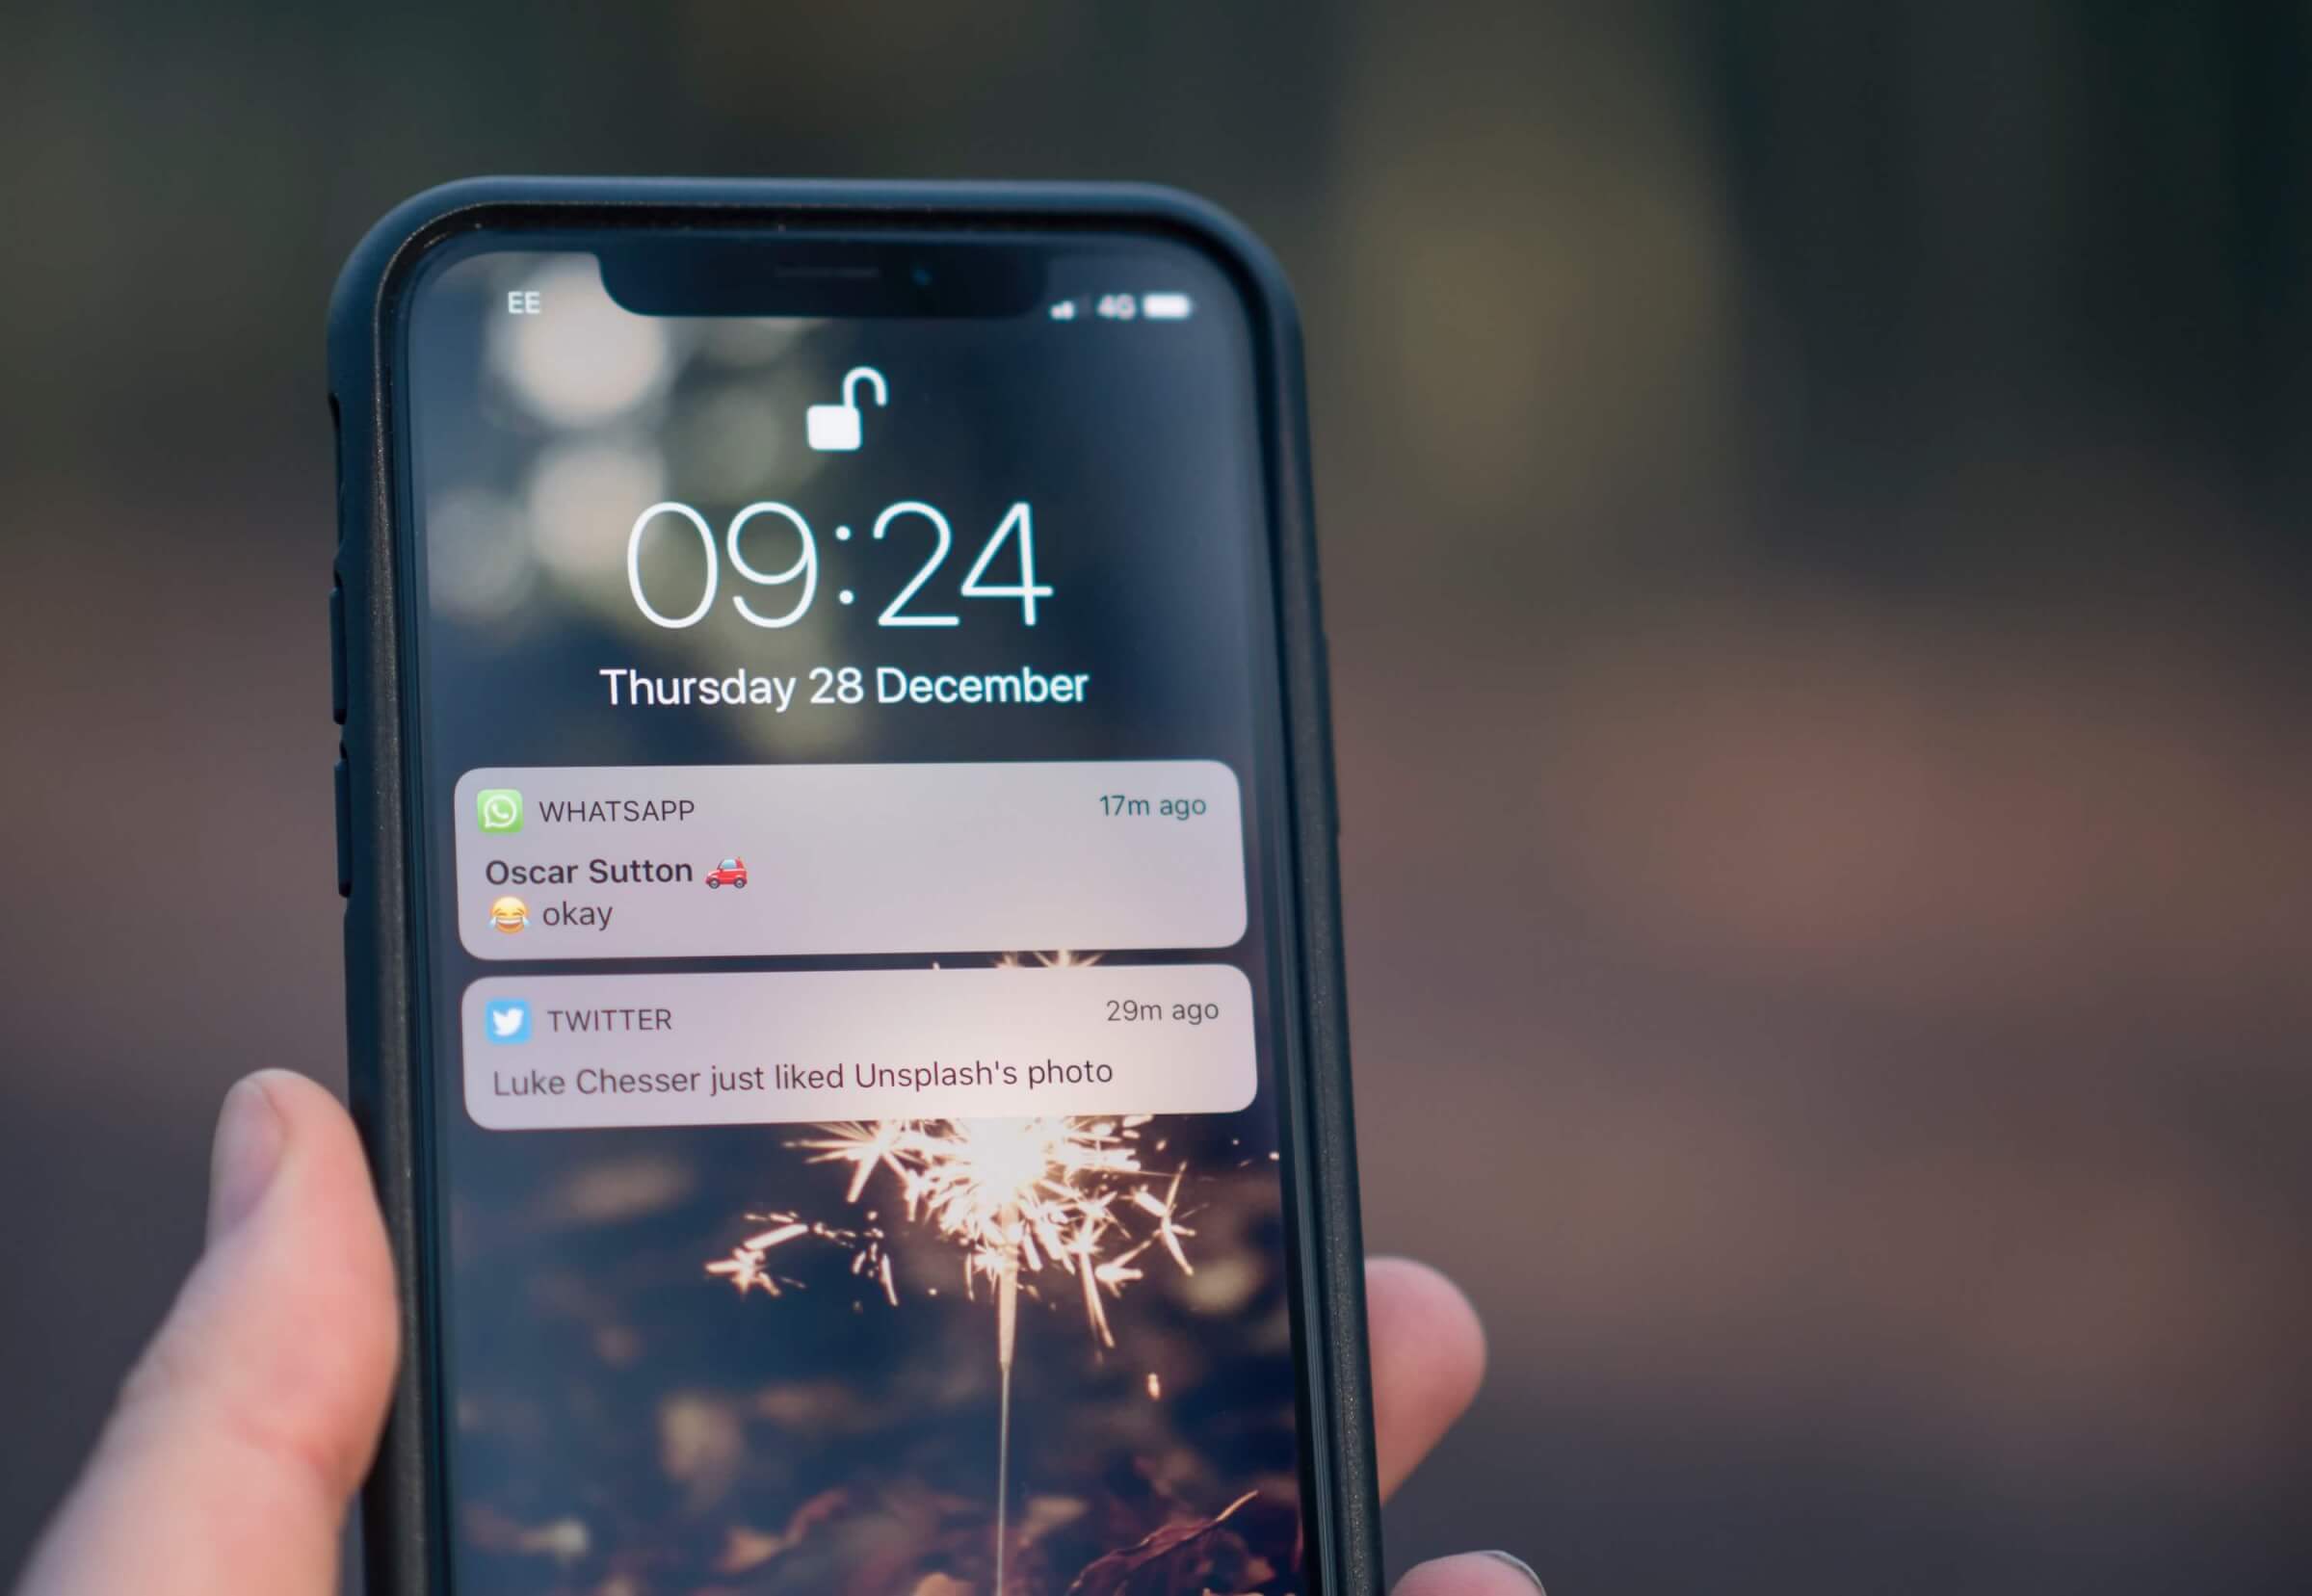 EE 4G
09:24
Thursday 28 December
WHATSAPP 17m ago
Oscar Sutton 🚗
😂 okay
TWITTER 29m ago
Luke Chesser just liked Unsplash's photo